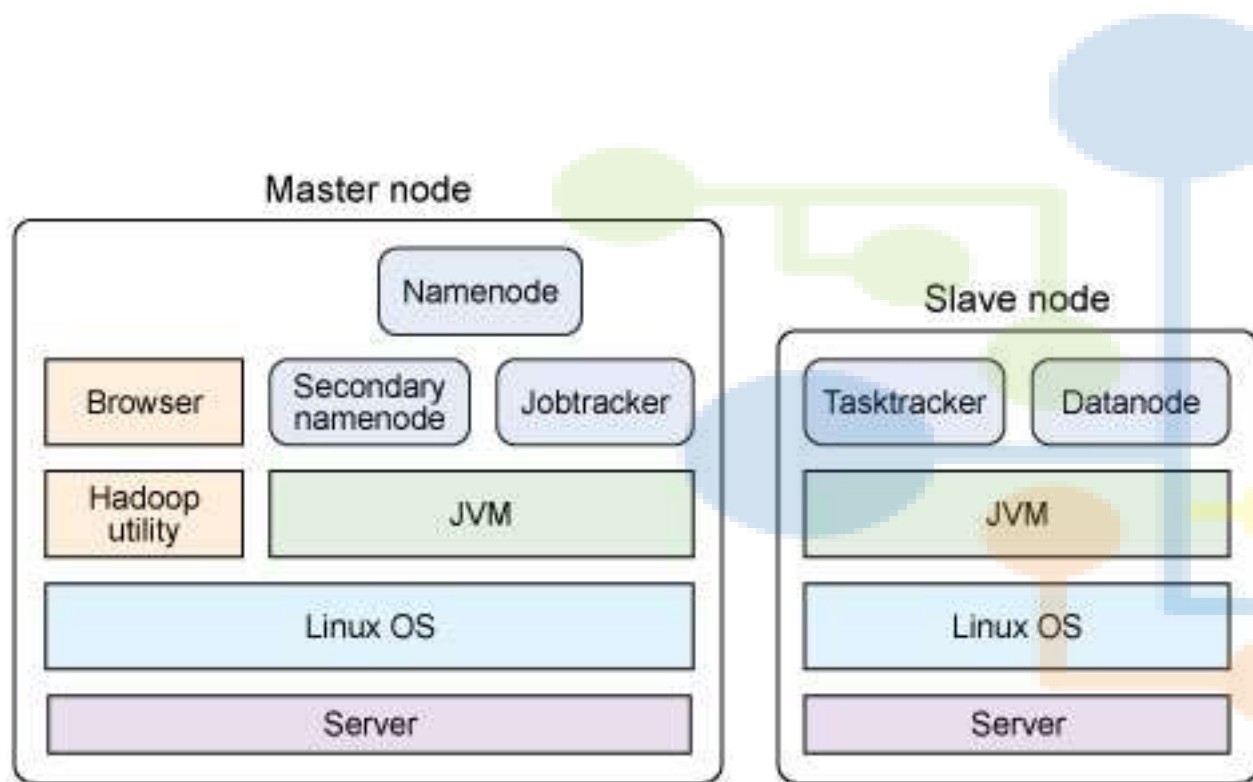 Master node
Namenode
Browser
Secondary
namenode
Jobtracker
Hadoop
utility
JVM
Linux OS
Server
Slave node
Tasktracker
Datanode
JVM
Linux OS
Server